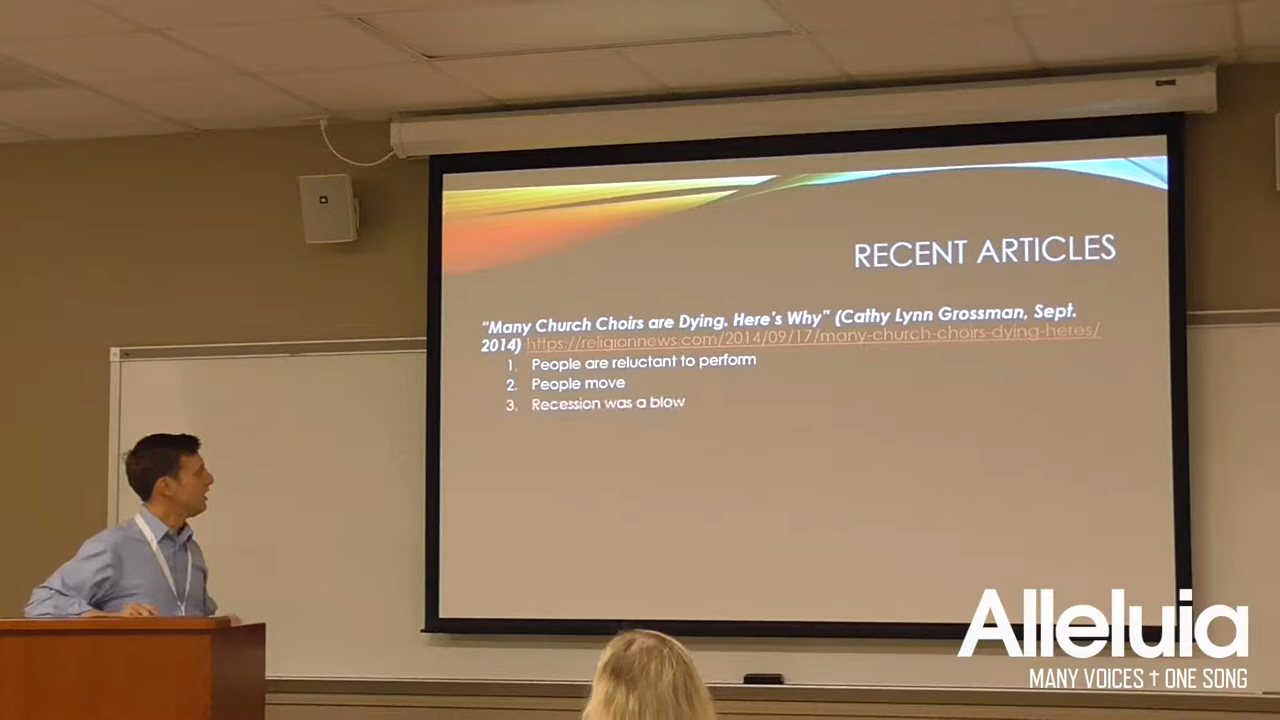 RECENT ARTICLES
"Many Church Choirs are Dying. Here's Why" (Cathy Lynn Grossman, Sept.
2014) https://religionnews.com/2014/09/17/many-church-choirs-dying-heres/
1. People are reluctant to perform
2. People move
3. Recession was a blow
Alleluia
MANY VOICES † ONE SONG